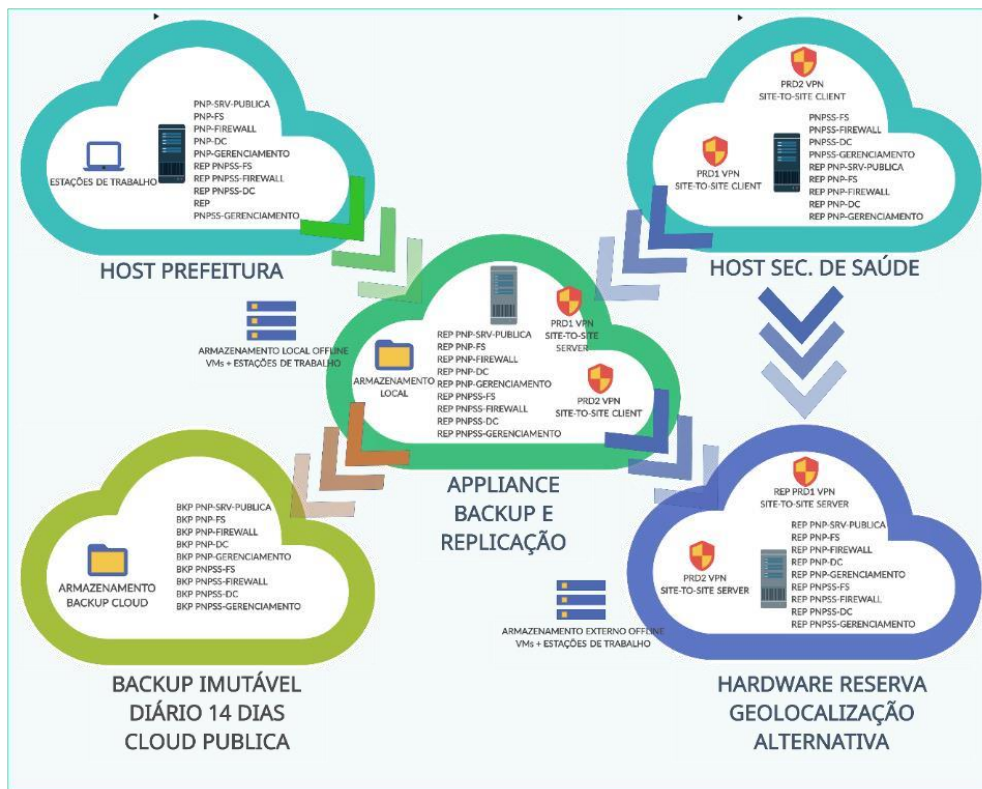 PNP-SRV-PUBLICA
PNP-FS
PNP-FIREWALL
PNP-DC
PNP-GERENCIAMENTO
REP PNPSS-FS
REP PNPSS-FIREWALL
REP PNPSS-DC
REP
PNPSS-GERENCIAMENTO
ESTAÇÕES DE TRABALHO
HOST PREFEITURA
PRD2 VPN
SITE-TO-SITE CLIENT
PRD1 VPN
SITE-TO-SITE CLIENT
PNPSS-FS
PNPSS-FIREWALL
PNPSS-DC
PNPSS-GERENCIAMENTO
REP PNP-SRV-PUBLICA
REP PNP-FS
REP PNP-FIREWALL
REP PNP-DC
REP PNP-GERENCIAMENTO
HOST SEC. DE SAÚDE
ARMAZENAMENTO LOCAL OFFLINE
VMs + ESTAÇÕES DE TRABALHO
ARMAZENAMENTO
LOCAL
REP PNP-SRV-PUBLICA
REP PNP-FS
REP PNP-FIREWALL
REP PNP-DC
REP PNP-GERENCIAMENTO
REP PNPSS-FS
REP PNPSS-FIREWALL
REP PNPSS-DC
REP PNPSS-GERENCIAMENTO
PRD1 VPN
SITE-TO-SITE
SERVER
PRD2 VPN
SITE-TO-SITE CLIENT
APPLIANCE
BACKUP E
REPLICAÇÃO
ARMAZENAMENTO
BACKUP CLOUD
BKP PNP-SRV-PUBLICA
BKP PNP-FS
BKP PNP-FIREWALL
BKP PNP-DC
BKP PNP-GERENCIAMENTO
BKP PNPSS-FS
BKP PNPSS-FIREWALL
BKP PNPSS-DC
BKP PNPSS-GERENCIAMENTO
BACKUP IMUTÁVEL
DIÁRIO 14 DIAS
CLOUD PUBLICA
ARMAZENAMENTO EXTERNO OFFLINE
VMs + ESTAÇÕES DE TRABALHO
REP PRD1 VPN
SITE-TO-SITE SERVER
PRD2 VPN
SITE-TO-SITE SERVER
REP PNP-SRV-PUBLICA
REP PNP-FS
REP PNP-FIREWALL
REP PNP-DC
REP PNP-GERENCIAMENTO
REP PNPSS-FS
REP PNPSS-FIREWALL
REP PNPSS-DC
REP PNPSS-GERENCIAMENTO
HARDWARE RESERVA
GEOLOCALIZAÇÃO
ALTERNATIVA